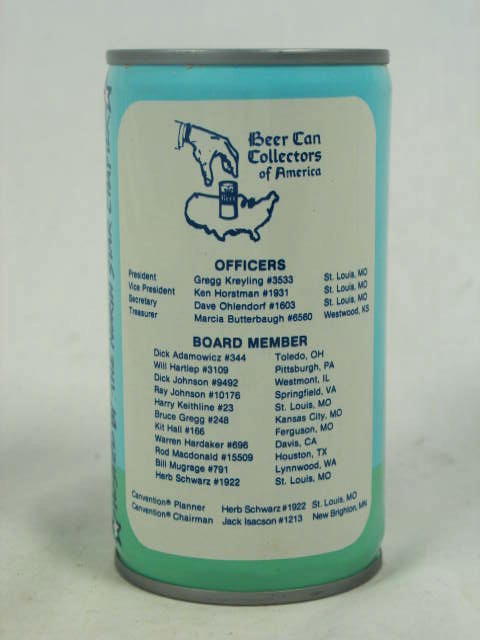 Beer Can
Collectors
of America
BEER
OFFICERS
President Gregg Kreyling #3533 St. Louis, MO
Vice President Ken Horstman #1931 St. Louis, MO
Secretary Dave Ohlendorf #1603 St. Louis, MO
Treasurer Marcia Butterbaugh #6560 Westwood, KS
BOARD MEMBER
Dick Adamowicz #344 Toledo, OH
Will Hartlep #3109 Pittsburgh, PA
Dick Johnson #9492 Westmont, IL
Ray Johnson #10176 Springfield, VA
Harry Keithline #23 St. Louis, MO
Bruce Gregg #248 Kansas City, MO
Kit Hall #166 Ferguson, MO
Warren Hardaker #696 Davis, CA
Rod Macdonald #15509 Houston, TX
Bill Mugrage #791 Lynnwood, WA
Herb Schwarz #1922 St. Louis, MO
Canvention® Planner Herb Schwarz #1922 St. Louis, MO
Canvention® Chairman Jack Isacson #1213 New Brighton, MN